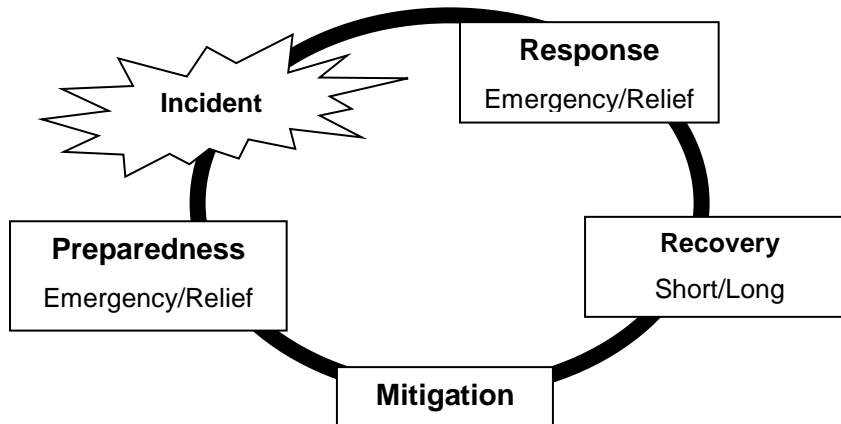 Incident
Response
Emergency/Relief
Recovery
Short/Long
Mitigation
Preparedness
Emergency/Relief